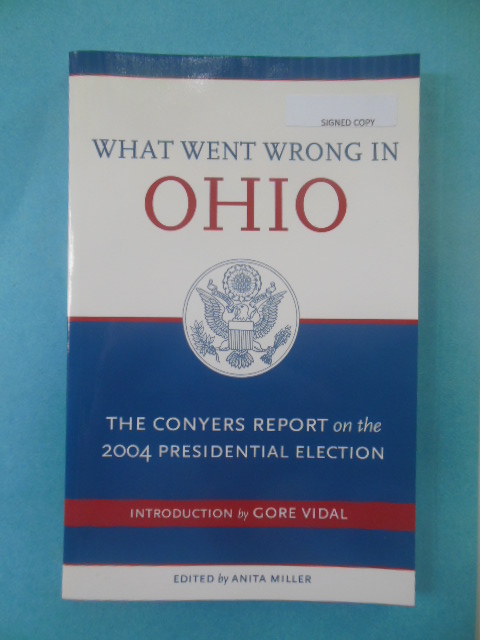 SIGNED COPY
WHAT WENT WRONG IN
OHIO
THE CONYERS REPORT on the
2004 PRESIDENTIAL ELECTION
INTRODUCTION by GORE VIDAL
EDITED by ANITA MILLER